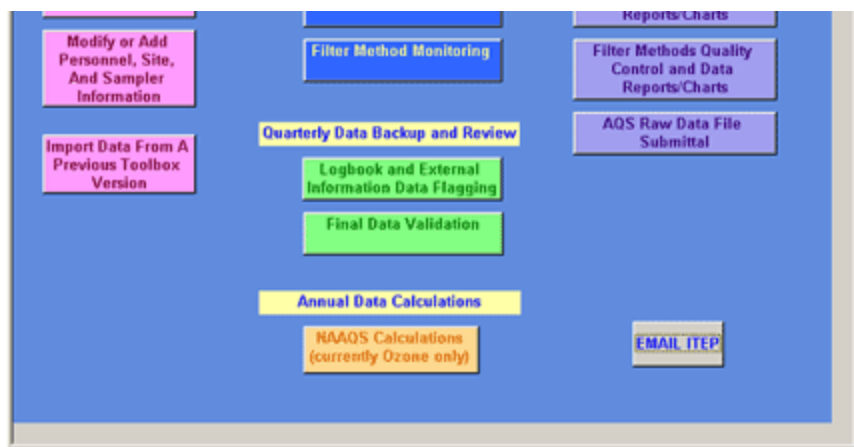 Modify or Add
Personnel, Site,
And Sampler
Information
Import Data From A
Previous Toolbox
Version
Filter Method Monitoring
Quarterly Data Backup and Review
Logbook and External
Information Data Flagging
Final Data Validation
Annual Data Calculations
NAAQS Calculations
(currently Ozone only)
Reports/Charts
Filter Methods Quality
Control and Data
Reports/Charts
AQS Raw Data File
Submittal
EMAIL ITEP